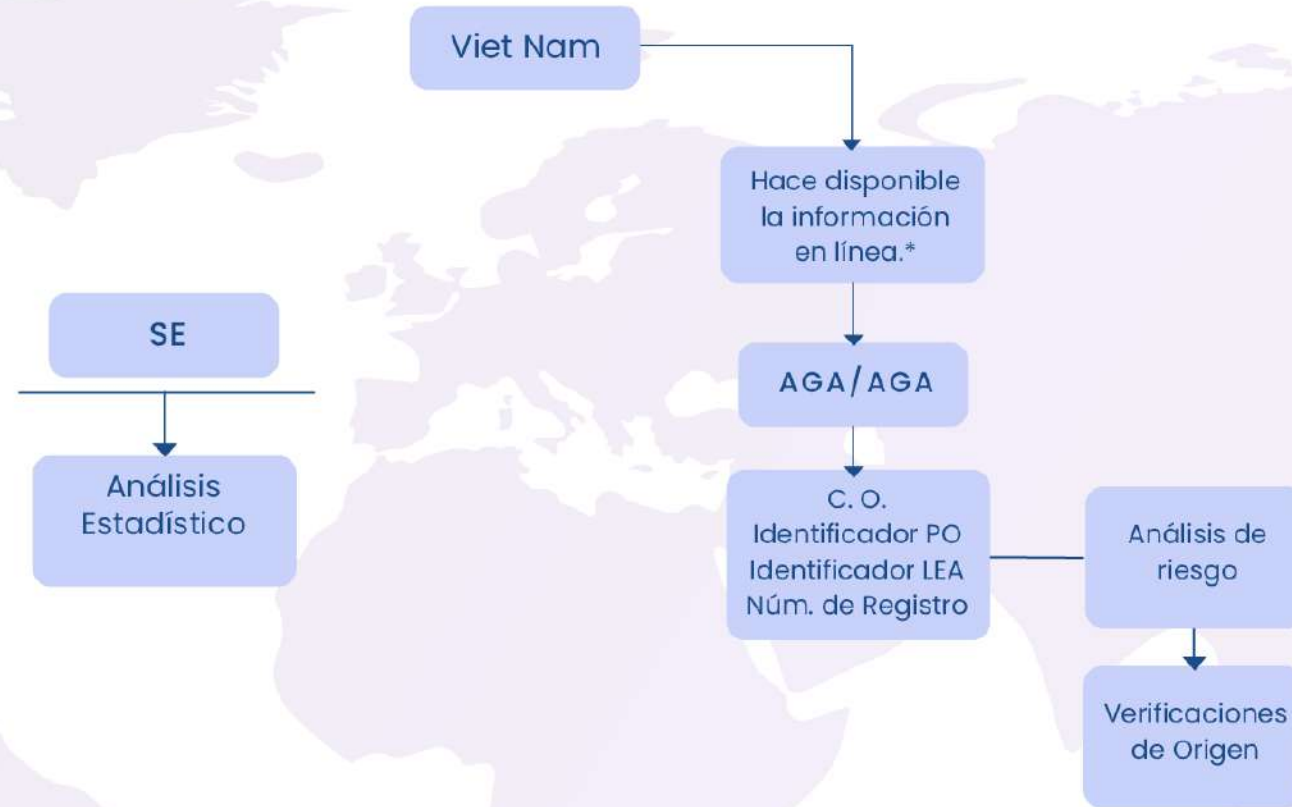 Viet Nam
Hace disponible
la información
en línea.*
SE
AGA/AGA
Análisis
Estadístico
C. O.
Identificador PO
Identificador LEA
Núm. de Registro
Análisis de
riesgo
Verificaciones
de Origen